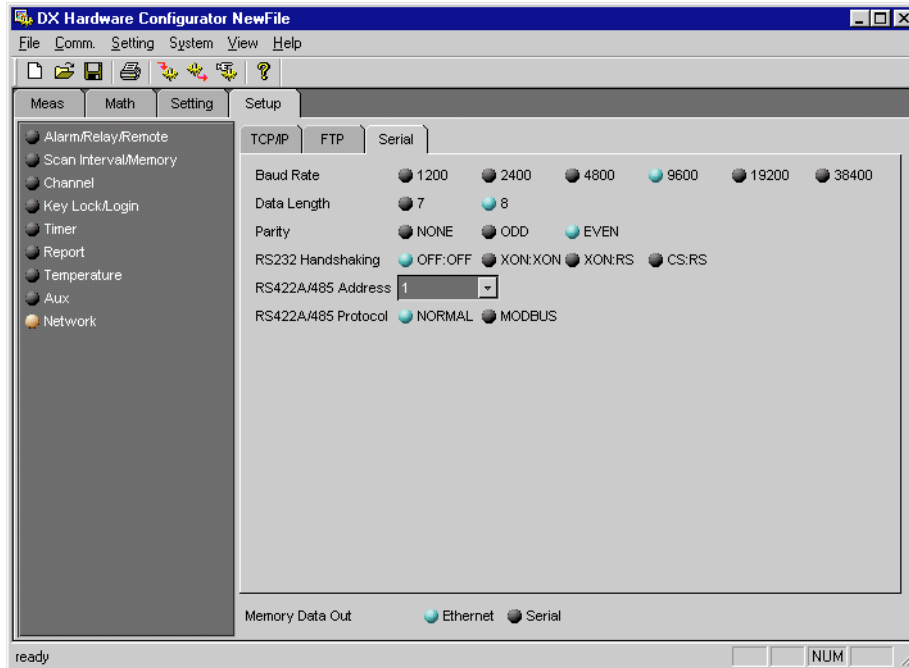 DX Hardware Configurator NewFile
File Comm. Setting System View Help
Meas Math Setting Setup
Alarm/Relay/Remote
Scan Interval/Memory
Channel
Key Lock/Login
Timer
Report
Temperature
Aux
Network
TCP/IP FTP Serial
Baud Rate 1200 2400 4800 9600 19200 38400
Data Length 7 8
Parity NONE ODD EVEN
RS232 Handshaking OFF:OFF XON:XON XON:RS CS:RS
RS422A/485 Address 1
RS422A/485 Protocol NORMAL MODBUS
Memory Data Out Ethernet Serial
ready NUM